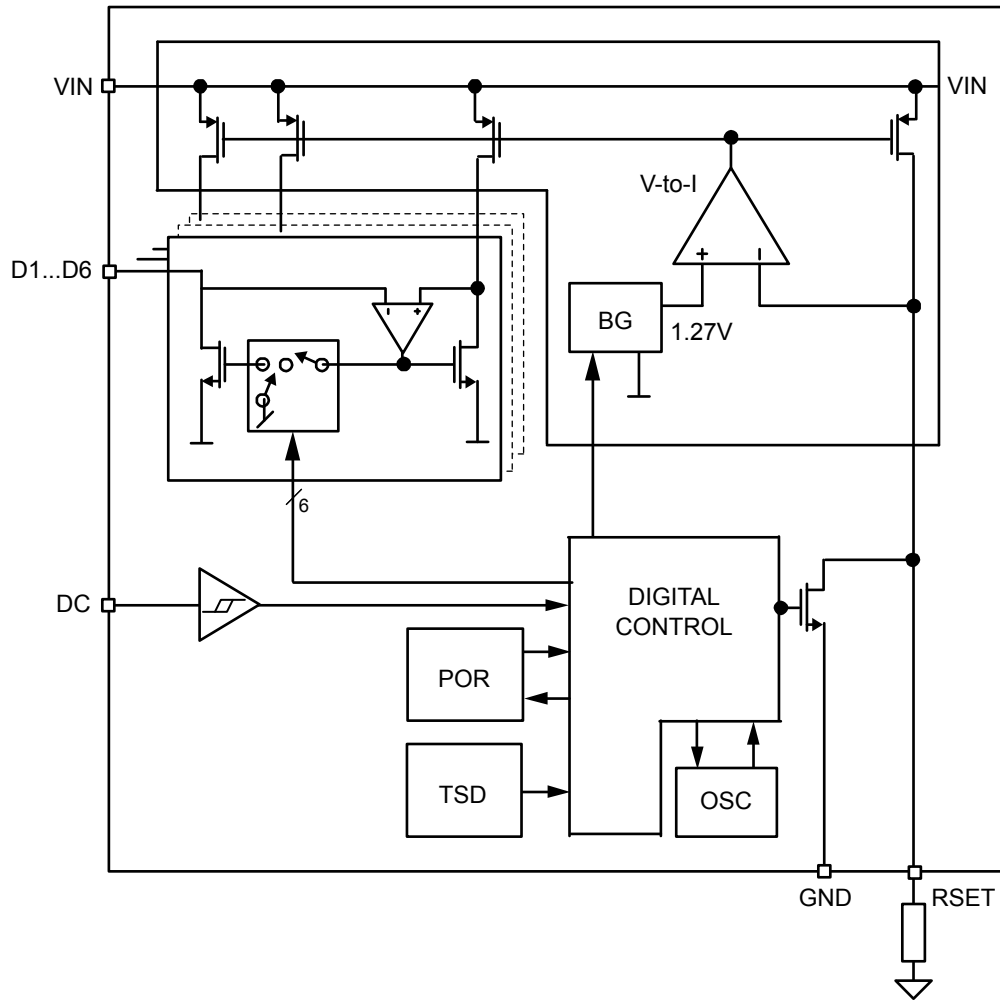 VIN
VIN
V-to-I
+
−
D1...D6
−
+
BG
1.27V
6
DC
DIGITAL
CONTROL
POR
TSD
OSC
GND
RSET